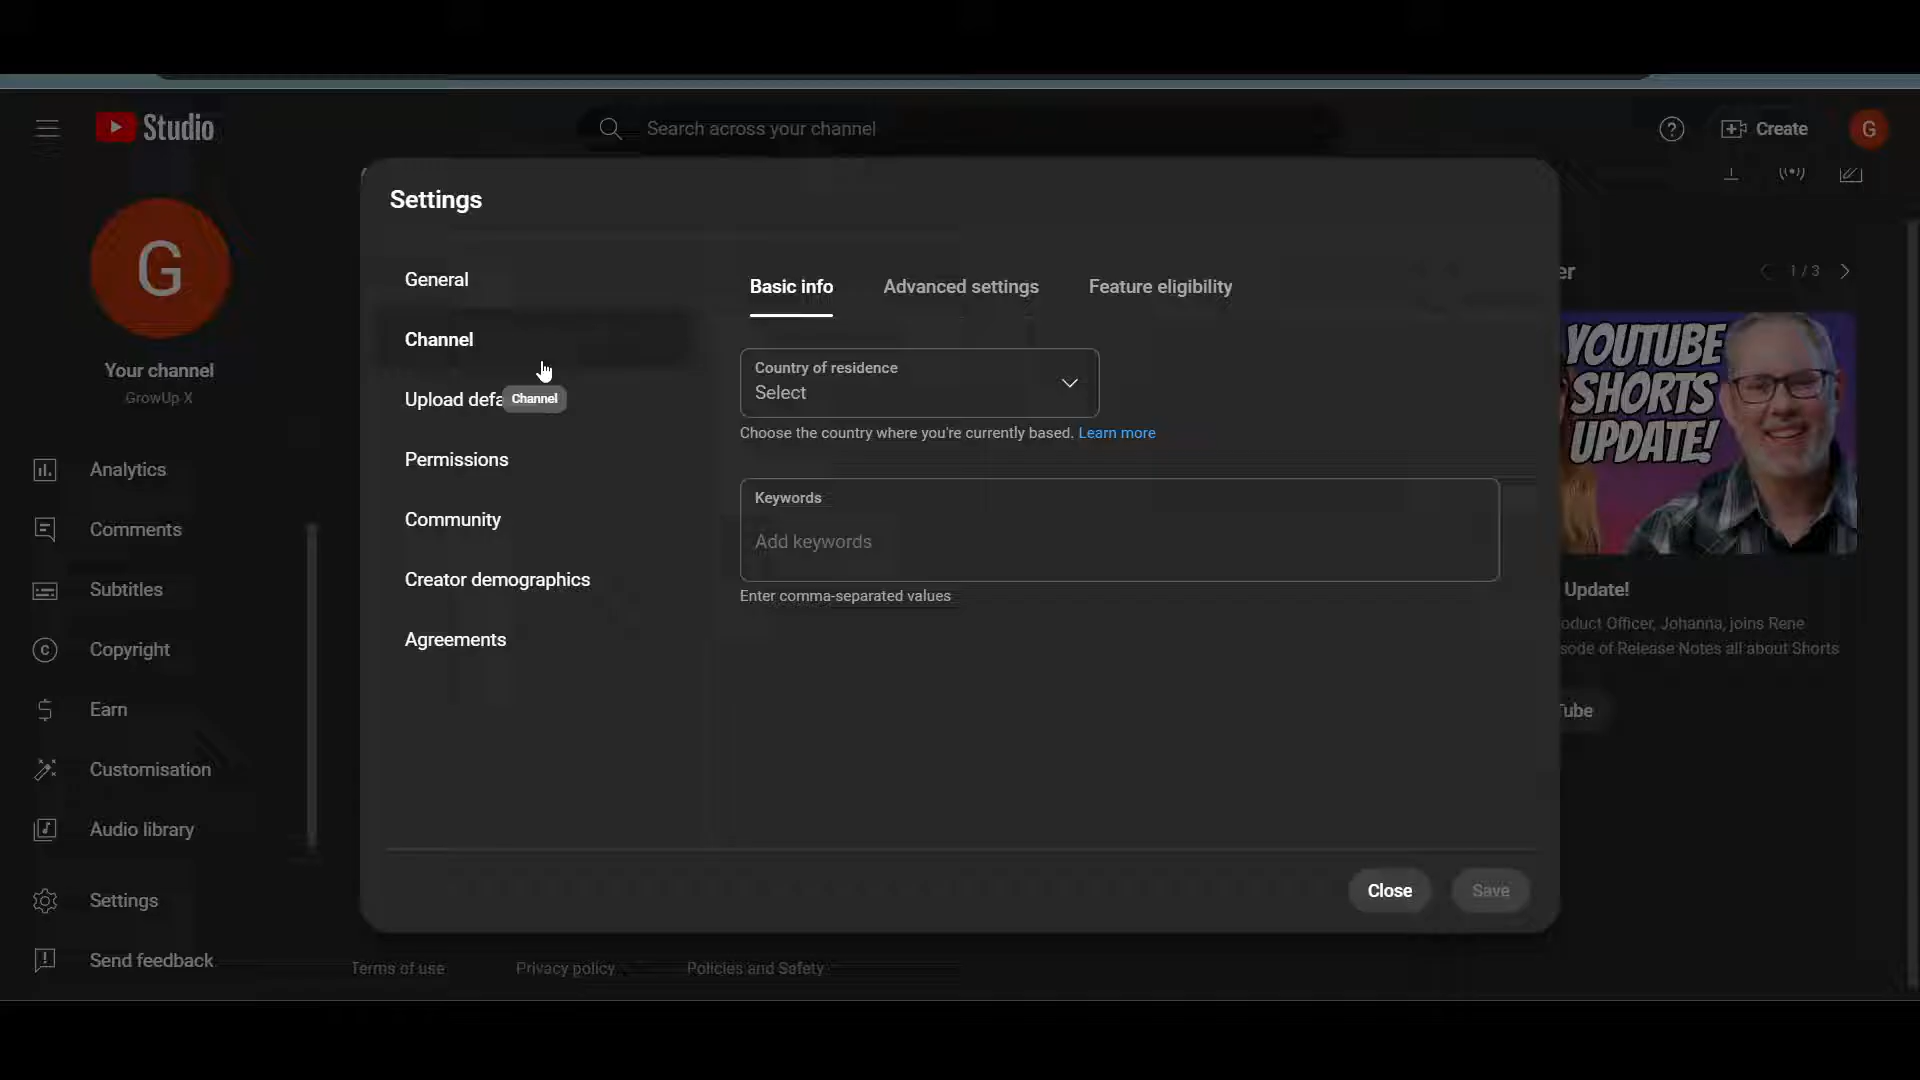 Studio
Search across your channel
Create
G
Settings
G
Your channel
GrowUp X
Analytics
Comments
Subtitles
Copyright
Earn
Customisation
Audio library
Settings
Send feedback
General
Channel
Upload defa
Channel
Permissions
Community
Creator demographics
Agreements
Basic info
Advanced settings
Feature eligibility
Country of residence
Select
Choose the country where you're currently based. Learn more
Keywords
Add keywords
Enter comma-separated values
Close
Save
er
1 / 3
YOUTUBE
SHORTS
UPDATE!
Update!
oduct Officer, Johanna, joins Rene
sode of Release Notes all about Shorts
Tube
Terms of use
Privacy policy
Policies and Safety